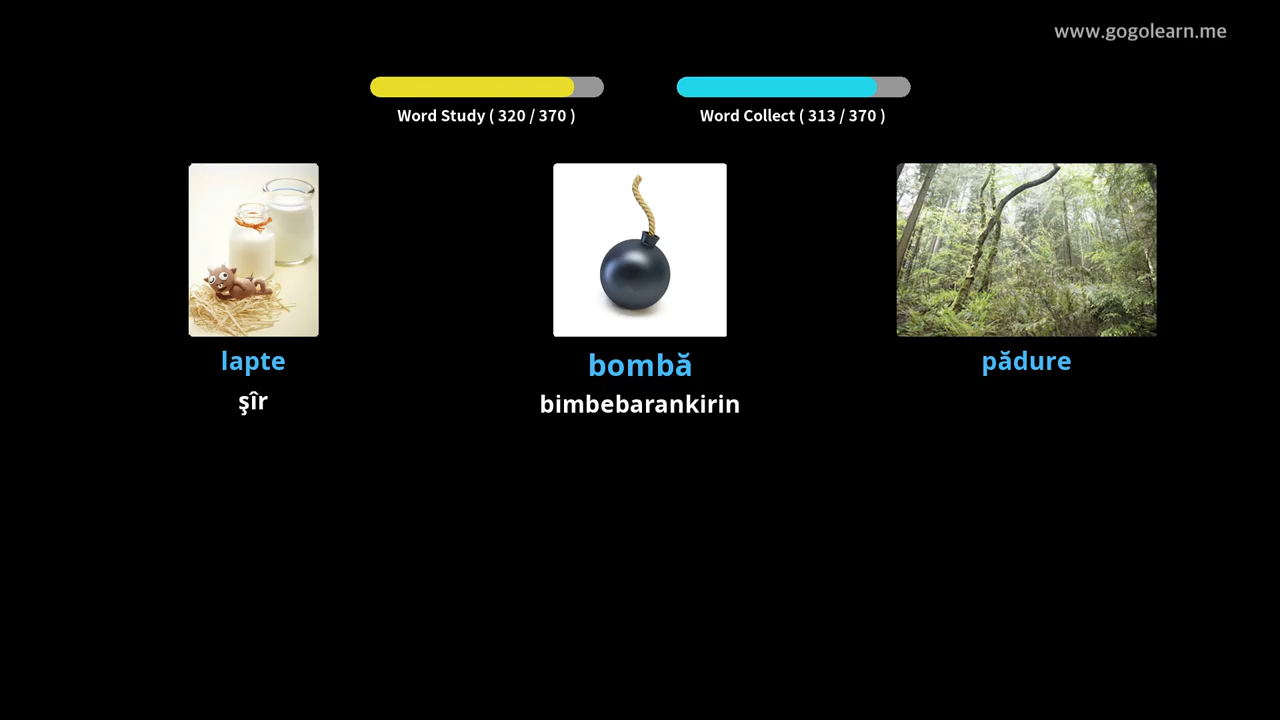 www.gogolearn.me
Word Study ( 320 / 370 )
Word Collect ( 313 / 370 )
lapte
bombă
pădure
şîr
bimbebarankirin